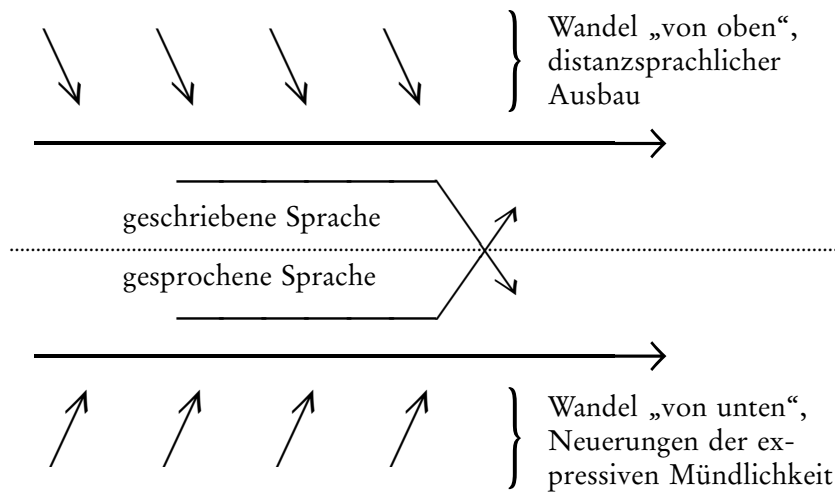 Wandel „von oben“,
distanzsprachlicher
Ausbau
geschriebene Sprache
gesprochene Sprache
Wandel „von unten“,
Neuerungen der ex-
pressiven Mündlichkeit